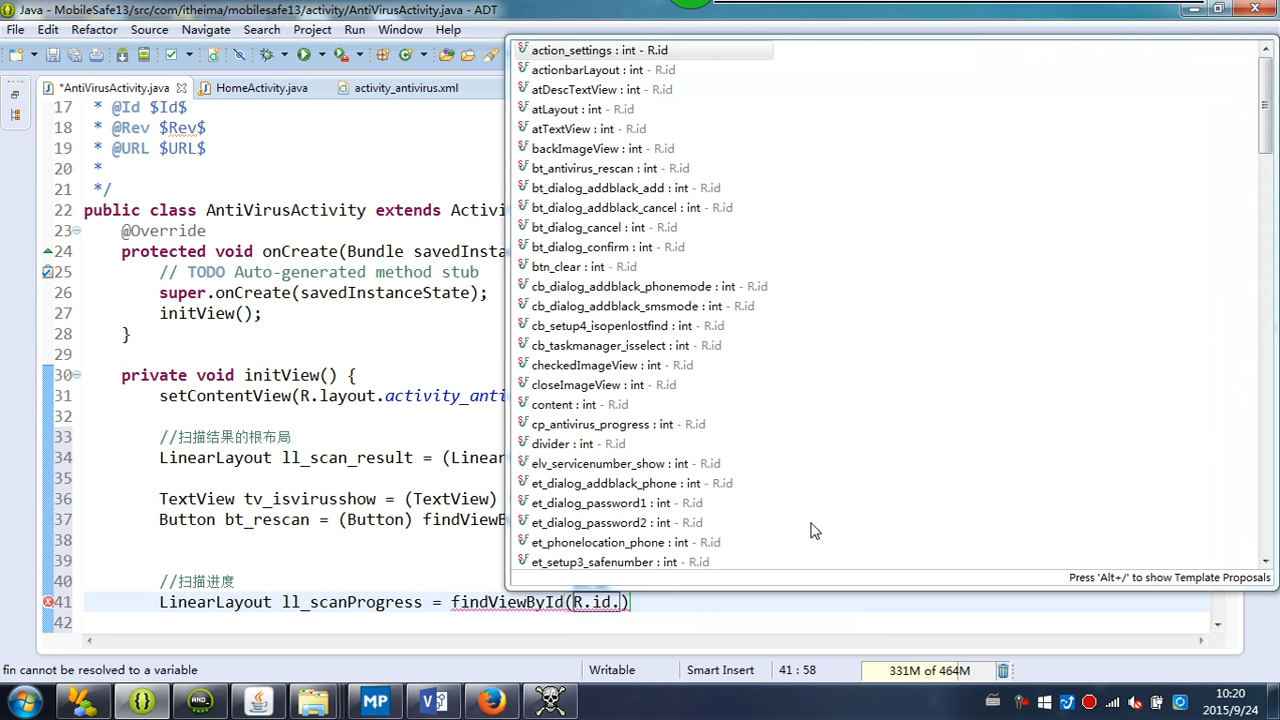 Java - MobileSafe13/src/com/itheima/mobilesafe13/activity/AntiVirusActivity.java - ADT
File Edit Refactor Source Navigate Search Project Run Window Help
*AntiVirusActivity.java HomeActivity.java activity_antivirus.xml
17 * @Id $Id$
18 * @Rev $Rev$
19 * @URL $URL$
20 *
21 */
22 public class AntiVirusActivity extends Activi
23 @Override
24 protected void onCreate(Bundle savedInsta
25 // TODO Auto-generated method stub
26 super.onCreate(savedInstanceState);
27 initView();
28 }
29
30 private void initView() {
31 setContentView(R.layout.activity_anti
32
33 //扫描结果的根布局
34 LinearLayout ll_scan_result = (Linear
35
36 TextView tv_isvirusshow = (TextView)
37 Button bt_rescan = (Button) findViewB
38
39
40 //扫描进度
41 LinearLayout ll_scanProgress = findViewById(R.id.)
42
action_settings : int - R.id
actionbarLayout : int - R.id
atDescTextView : int - R.id
atLayout : int - R.id
atTextView : int - R.id
backImageView : int - R.id
bt_antivirus_rescan : int - R.id
bt_dialog_addblack_add : int - R.id
bt_dialog_addblack_cancel : int - R.id
bt_dialog_cancel : int - R.id
bt_dialog_confirm : int - R.id
btn_clear : int - R.id
cb_dialog_addblack_phonemode : int - R.id
cb_dialog_addblack_smsmode : int - R.id
cb_setup4_isopenlostfind : int - R.id
cb_taskmanager_isselect : int - R.id
checkedImageView : int - R.id
closeImageView : int - R.id
content : int - R.id
cp_antivirus_progress : int - R.id
divider : int - R.id
elv_servicenumber_show : int - R.id
et_dialog_addblack_phone : int - R.id
et_dialog_password1 : int - R.id
et_dialog_password2 : int - R.id
et_phonelocation_phone : int - R.id
et_setup3_safenumber : int - R.id
Press 'Alt+/' to show Template Proposals
fin cannot be resolved to a variable Writable Smart Insert 41 : 58 331M of 464M
10:20
2015/9/24